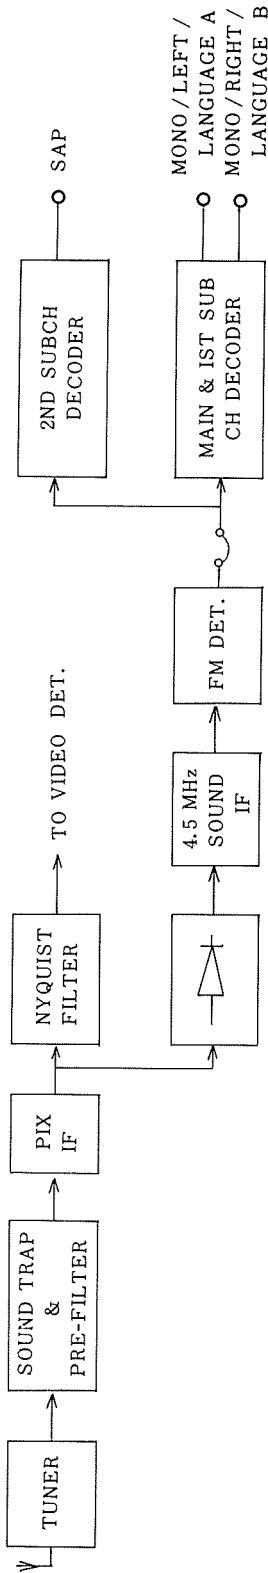 TUNER
SOUND TRAP
&
PRE-FILTER
PIX
IF
NYQUIST
FILTER
TO VIDEO DET.
4.5 MHz
SOUND
IF
FM DET.
2ND SUBCH
DECODER
SAP
MAIN & IST SUB
CH DECODER
MONO/LEFT/
LANGUAGE A
MONO/RIGHT/
LANGUAGE B